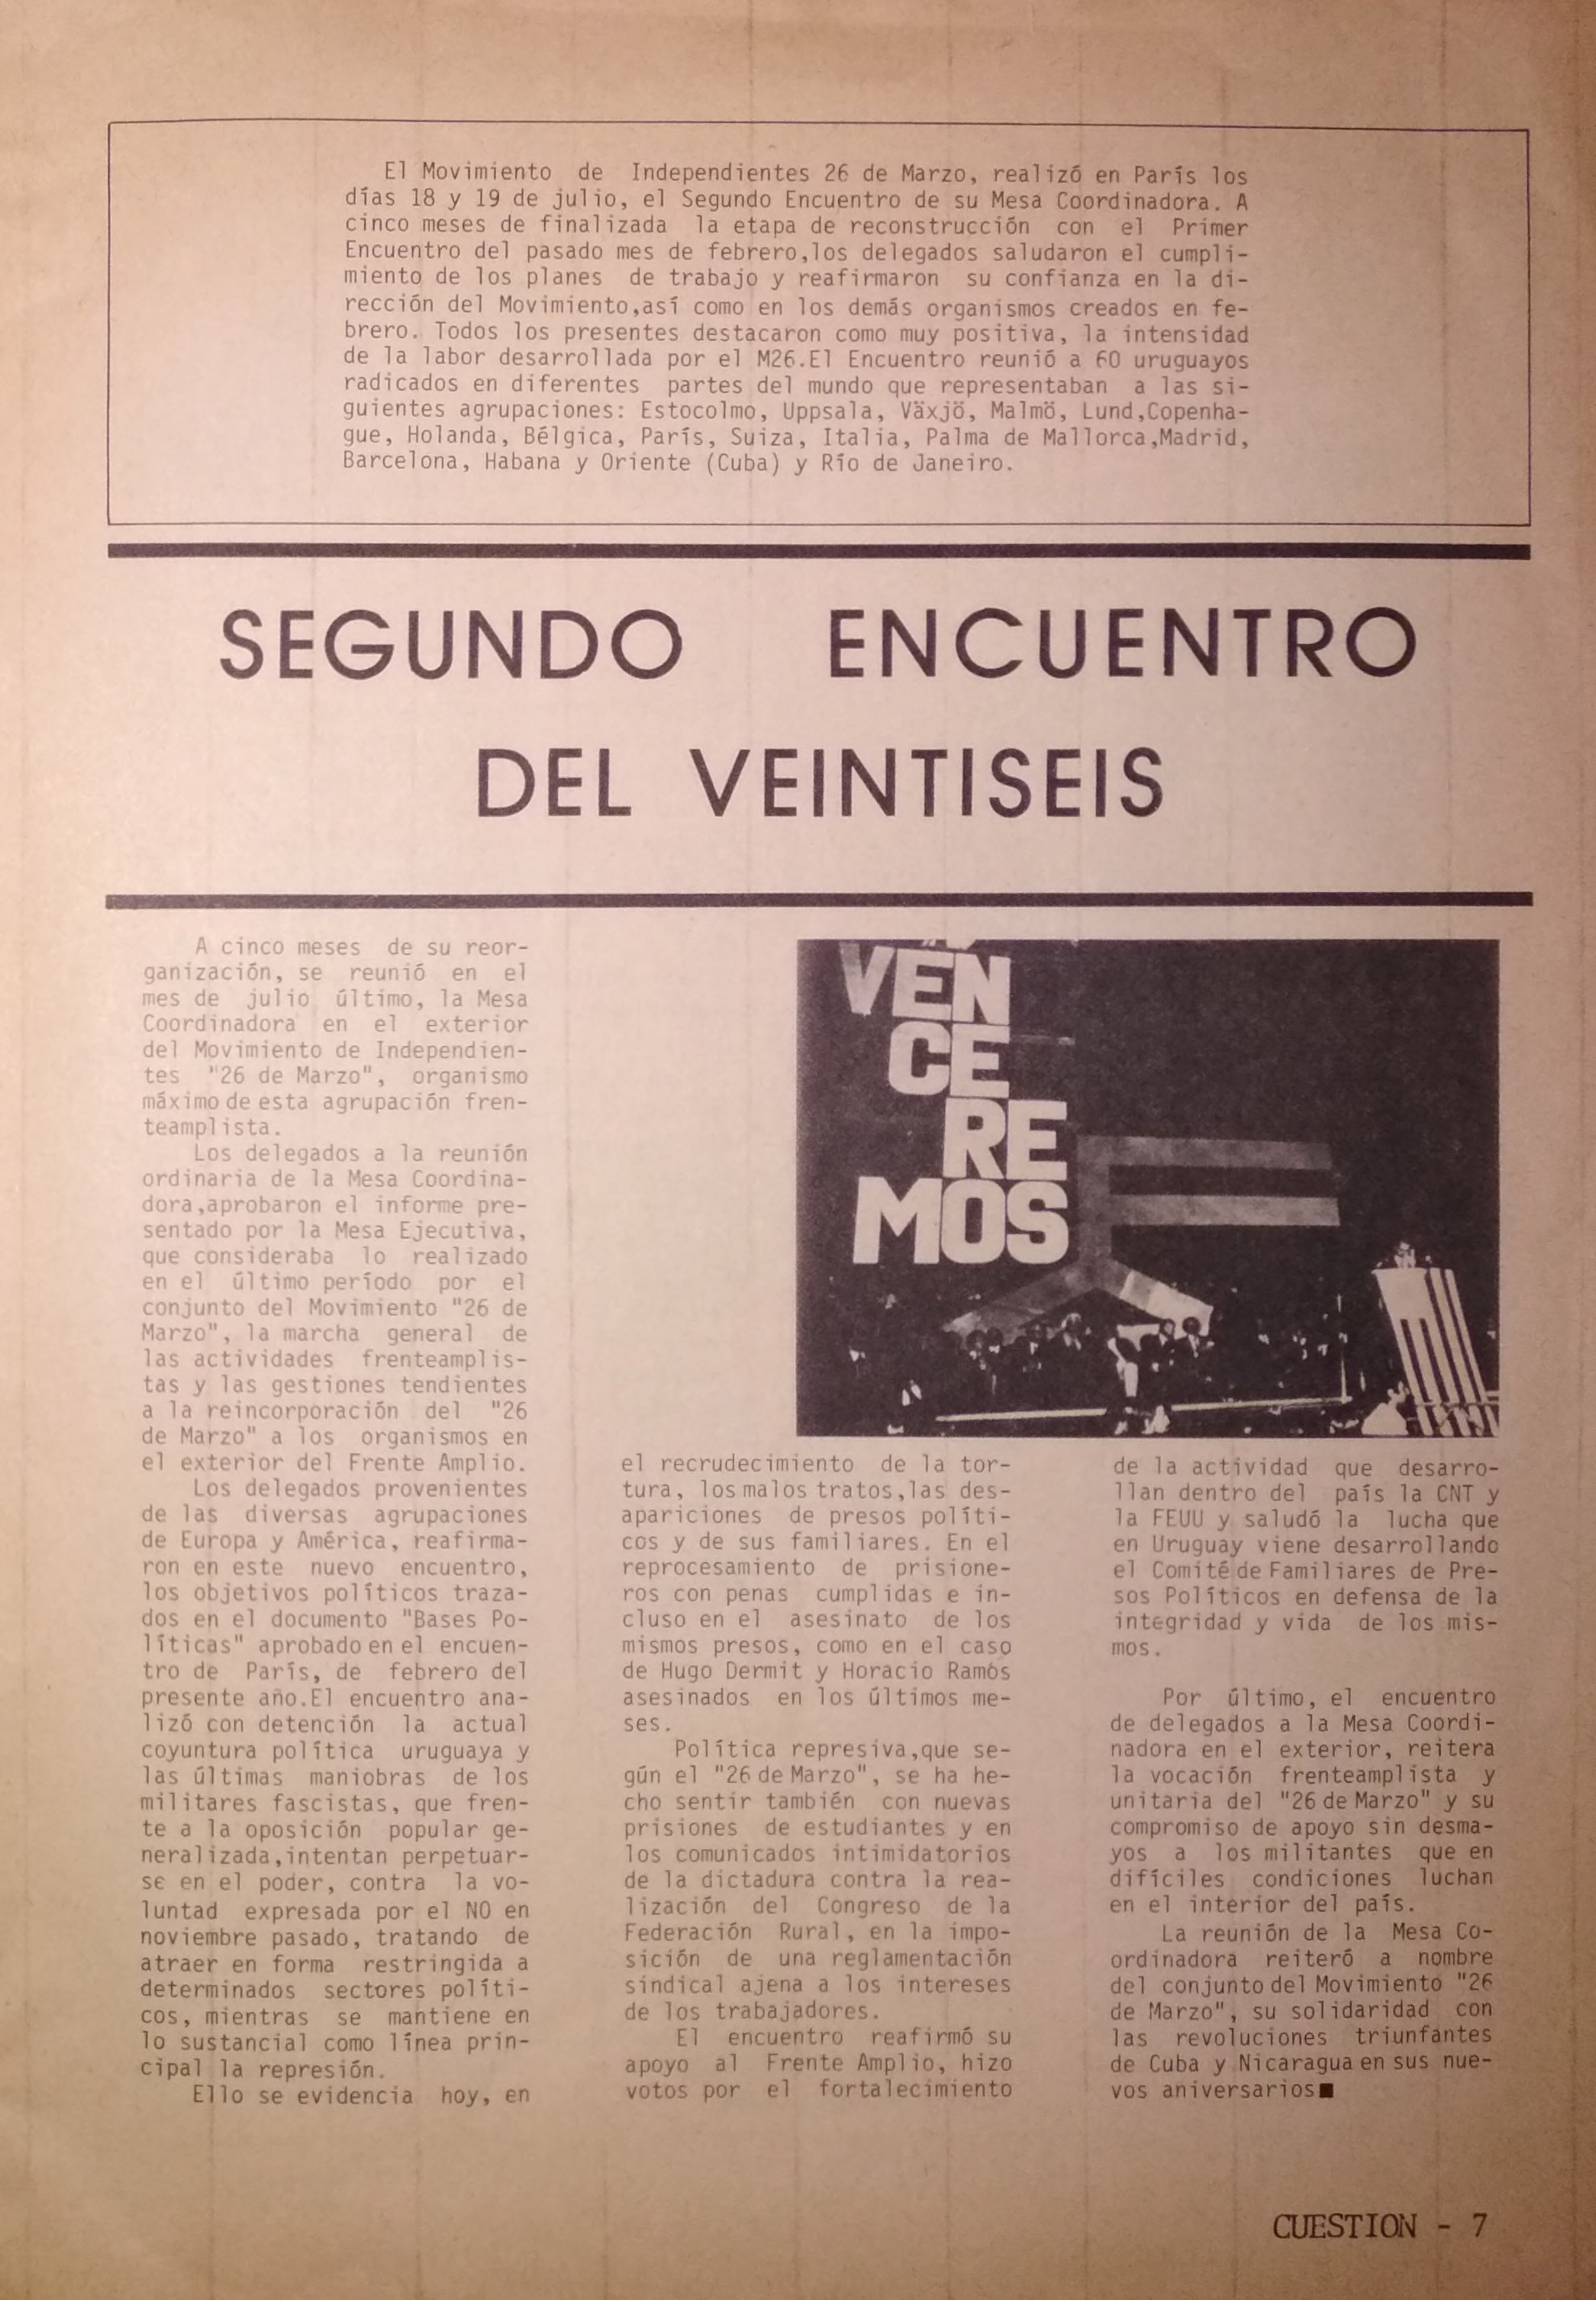 El Movimiento de Independientes 26 de Marzo, realizó en París los
días 18 y 19 de julio, el Segundo Encuentro de su Mesa Coordinadora. A
cinco meses de finalizada la etapa de reconstrucción con el Primer
Encuentro del pasado mes de febrero,los delegados saludaron el cumpli-
miento de los planes de trabajo y reafirmaron su confianza en la di-
rección del Movimiento,así como en los demás organismos creados en fe-
brero. Todos los presentes destacaron como muy positiva, la intensidad
de la labor desarrollada por el M26.El Encuentro reunió a 60 uruguayos
radicados en diferentes partes del mundo que representaban a las si-
guientes agrupaciones: Estocolmo, Uppsala, Växjö, Malmö, Lund,Copenha-
gue, Holanda, Bélgica, París, Suiza, Italia, Palma de Mallorca,Madrid,
Barcelona, Habana y Oriente (Cuba) y Río de Janeiro.
SEGUNDO ENCUENTRO
DEL VEINTISEIS
A cinco meses de su reor-
ganización, se reunió en el
mes de julio último, la Mesa
Coordinadora en el exterior
del Movimiento de Independien-
tes "26 de Marzo", organismo
máximo de esta agrupación fren-
teamplista.
Los delegados a la reunión
ordinaria de la Mesa Coordina-
dora,aprobaron el informe pre-
sentado por la Mesa Ejecutiva,
que consideraba lo realizado
en el último período por el
conjunto del Movimiento "26 de
Marzo", la marcha general de
las actividades frenteamplis-
tas y las gestiones tendientes
a la reincorporación del "26
de Marzo" a los organismos en
el exterior del Frente Amplio.
Los delegados provenientes
de las diversas agrupaciones
de Europa y América, reafirma-
ron en este nuevo encuentro,
los objetivos políticos traza-
dos en el documento "Bases Po-
líticas" aprobado en el encuen-
tro de París, de febrero del
presente año.El encuentro ana-
lizó con detención la actual
coyuntura política uruguaya y
las últimas maniobras de los
militares fascistas, que fren-
te a la oposición popular ge-
neralizada,intentan perpetuar-
se en el poder, contra la vo-
luntad expresada por el NO en
noviembre pasado, tratando de
atraer en forma restringida a
determinados sectores políti-
cos, mientras se mantiene en
lo sustancial como línea prin-
cipal la represión.
Ello se evidencia hoy, en
VEN
CE
RE
MOS
el recrudecimiento de la tor-
tura, los malos tratos,las des-
apariciones de presos políti-
cos y de sus familiares. En el
reprocesamiento de prisione-
ros con penas cumplidas e in-
cluso en el asesinato de los
mismos presos, como en el caso
de Hugo Dermit y Horacio Ramós
asesinados en los últimos me-
ses.
Política represiva,que se-
gún el "26 de Marzo", se ha he-
cho sentir también con nuevas
prisiones de estudiantes y en
los comunicados intimidatorios
de la dictadura contra la rea-
lización del Congreso de la
Federación Rural, en la impo-
sición de una reglamentación
sindical ajena a los intereses
de los trabajadores.
El encuentro reafirmó su
apoyo al Frente Amplio, hizo
votos por el fortalecimiento
de la actividad que desarro-
llan dentro del país la CNT y
la FEUU y saludó la lucha que
en Uruguay viene desarrollando
el Comité de Familiares de Pre-
sos Políticos en defensa de la
integridad y vida de los mis-
mos.
Por último, el encuentro
de delegados a la Mesa Coordi-
nadora en el exterior, reitera
la vocación frenteamplista y
unitaria del "26 de Marzo" y su
compromiso de apoyo sin desma-
yos a los militantes que en
difíciles condiciones luchan
en el interior del país.
La reunión de la Mesa Co-
ordinadora reiteró a nombre
del conjunto del Movimiento "26
de Marzo", su solidaridad con
las revoluciones triunfantes
de Cuba y Nicaragua en sus nue-
vos aniversarios■
CUESTION - 7